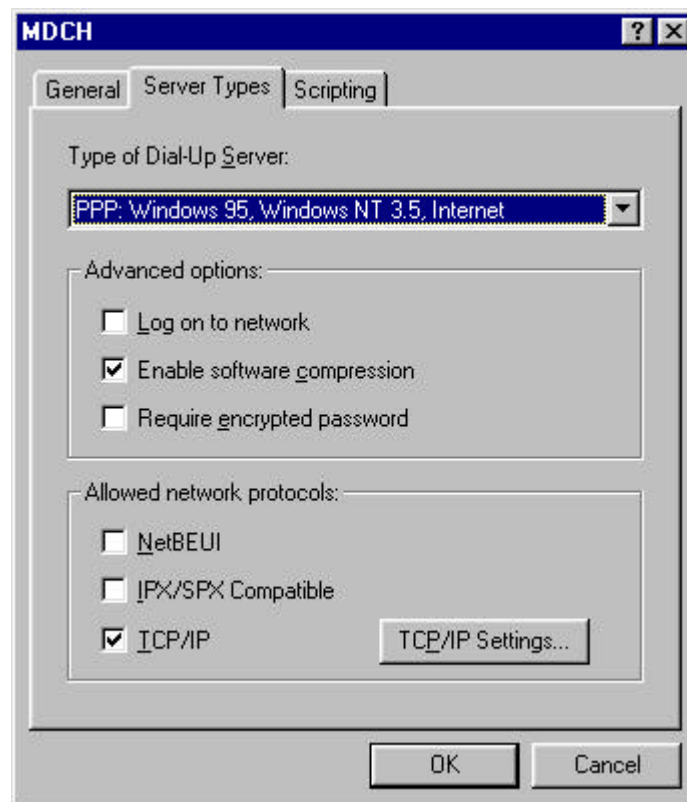 MDCH
General Server Types Scripting
Type of Dial-Up Server:
PPP: Windows 95, Windows NT 3.5, Internet
Advanced options:
Log on to network
Enable software compression
Require encrypted password
Allowed network protocols:
NetBEUI
IPX/SPX Compatible
TCP/IP TCP/IP Settings...
OK Cancel